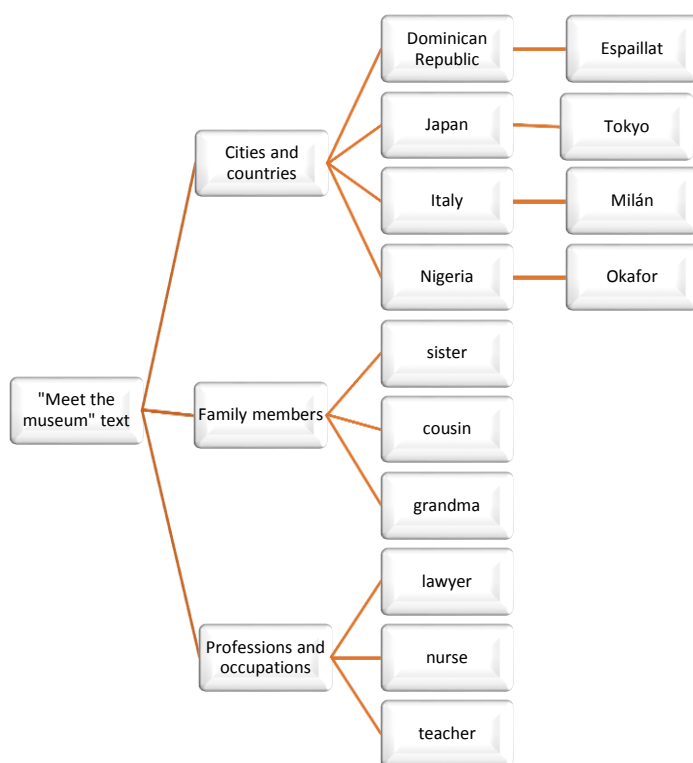 Dominican
Republic
Espaillat
Japan
Tokyo
Cities and
countries
Italy
Milán
Nigeria
Okafor
sister
"Meet the
museum" text
Family members
cousin
grandma
lawyer
Professions and
occupations
nurse
teacher